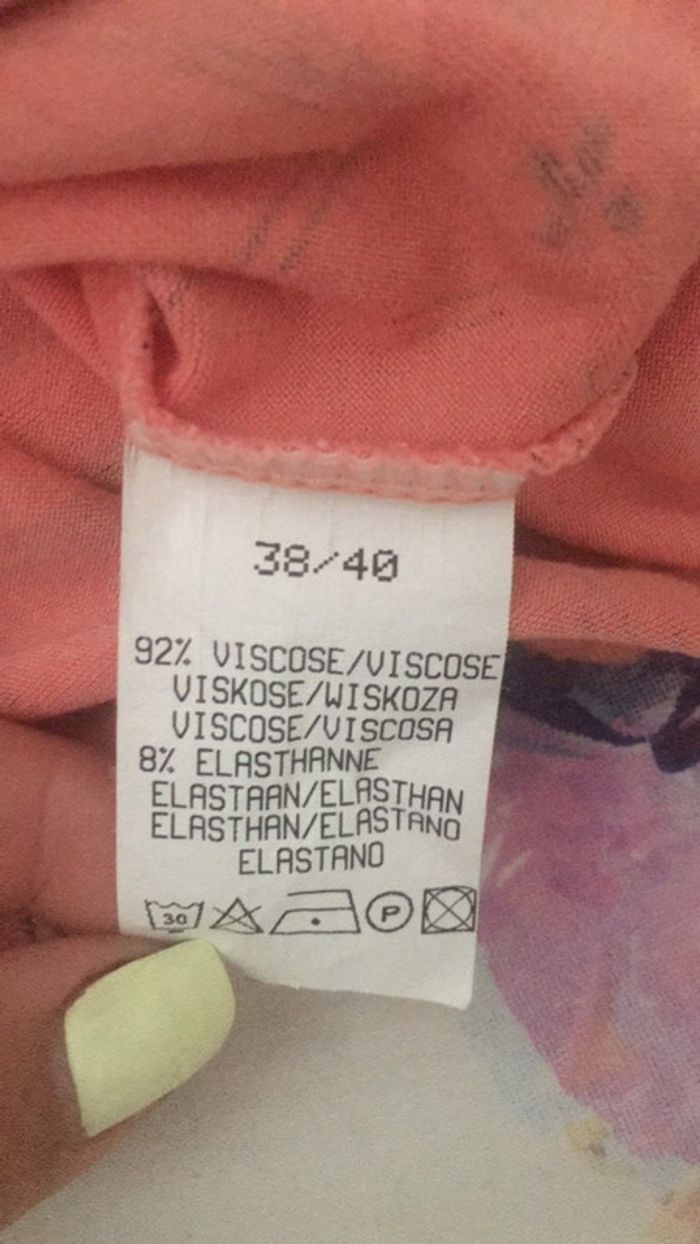 38/40
92% VISCOSE/VISCOSE
VISKOSE/WISKOZA
VISCOSE/VISCOSA
8% ELASTHANNE
ELASTAAN/ELASTHAN
ELASTHAN/ELASTANO
ELASTANO
30 P